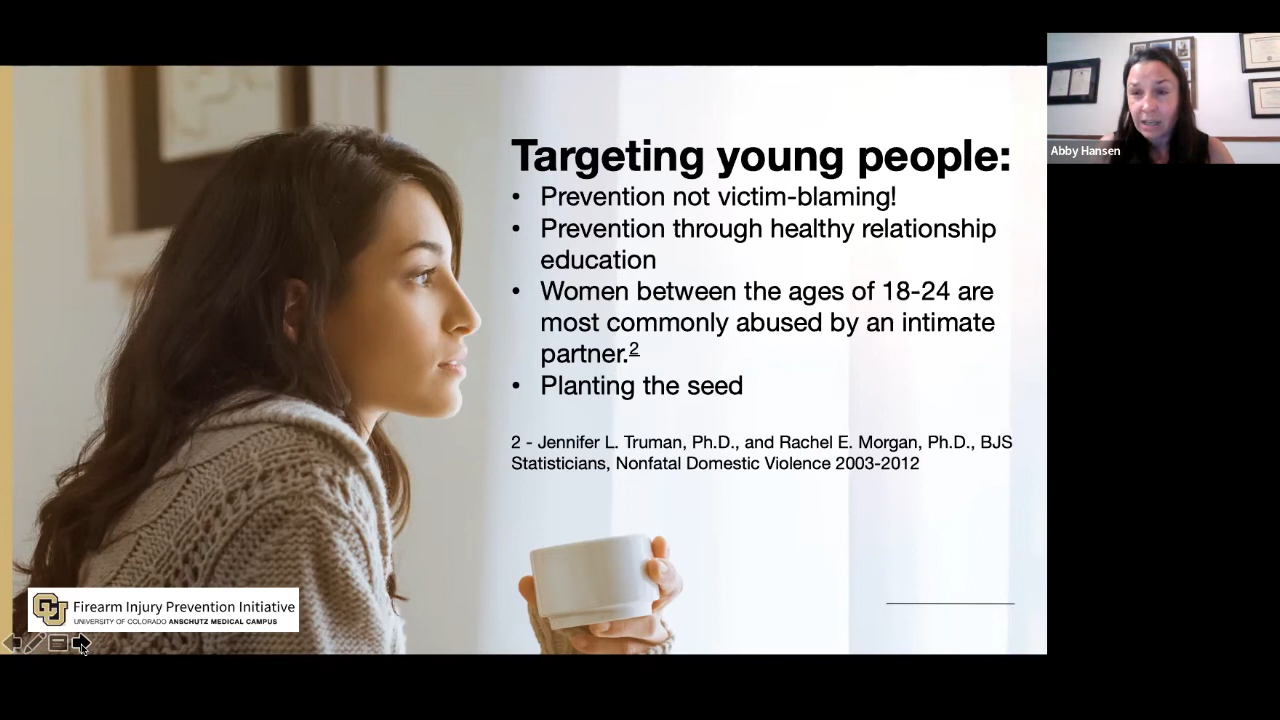 Targeting young people:
• Prevention not victim-blaming!
• Prevention through healthy relationship
education
• Women between the ages of 18-24 are
most commonly abused by an intimate
partner.2
• Planting the seed
2 - Jennifer L. Truman, Ph.D., and Rachel E. Morgan, Ph.D., BJS
Statisticians, Nonfatal Domestic Violence 2003-2012
Abby Hansen
CU
Firearm Injury Prevention Initiative
UNIVERSITY OF COLORADO ANSCHUTZ MEDICAL CAMPUS